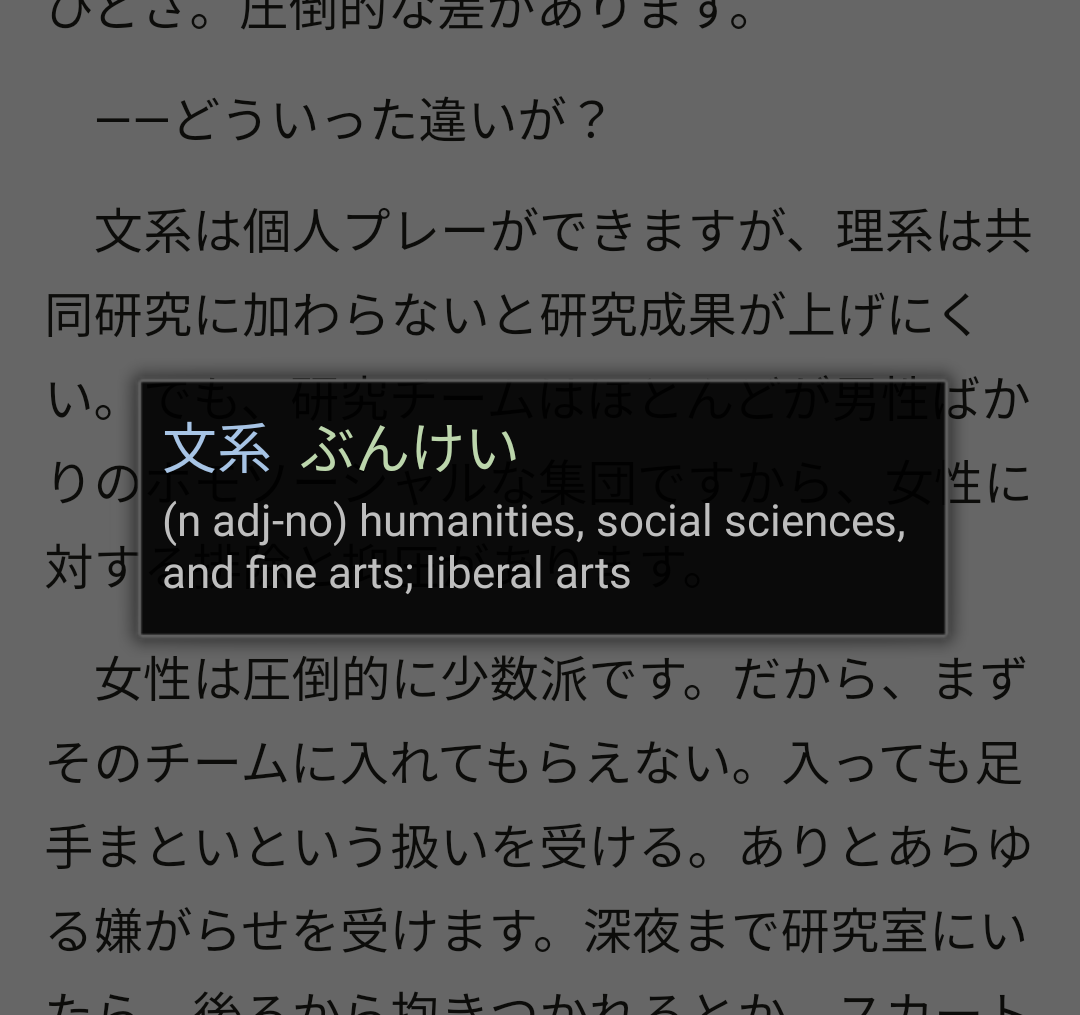 ひどさ。圧倒的な差があります。
──どういった違いが？
文系は個人プレーができますが、理系は共
同研究に加わらないと研究成果が上げにく
い。でも、研究チームはほとんどが男性ばか
りのホモソーシャルな集団ですから、女性に
対する排除と抑圧があります。
文系 ぶんけい
(n adj-no) humanities, social sciences,
and fine arts; liberal arts
女性は圧倒的に少数派です。だから、まず
そのチームに入れてもらえない。入っても足
手まといという扱いを受ける。ありとあらゆ
る嫌がらせを受けます。深夜まで研究室にい
たら、後ろから抱きつかれるとか、スカート